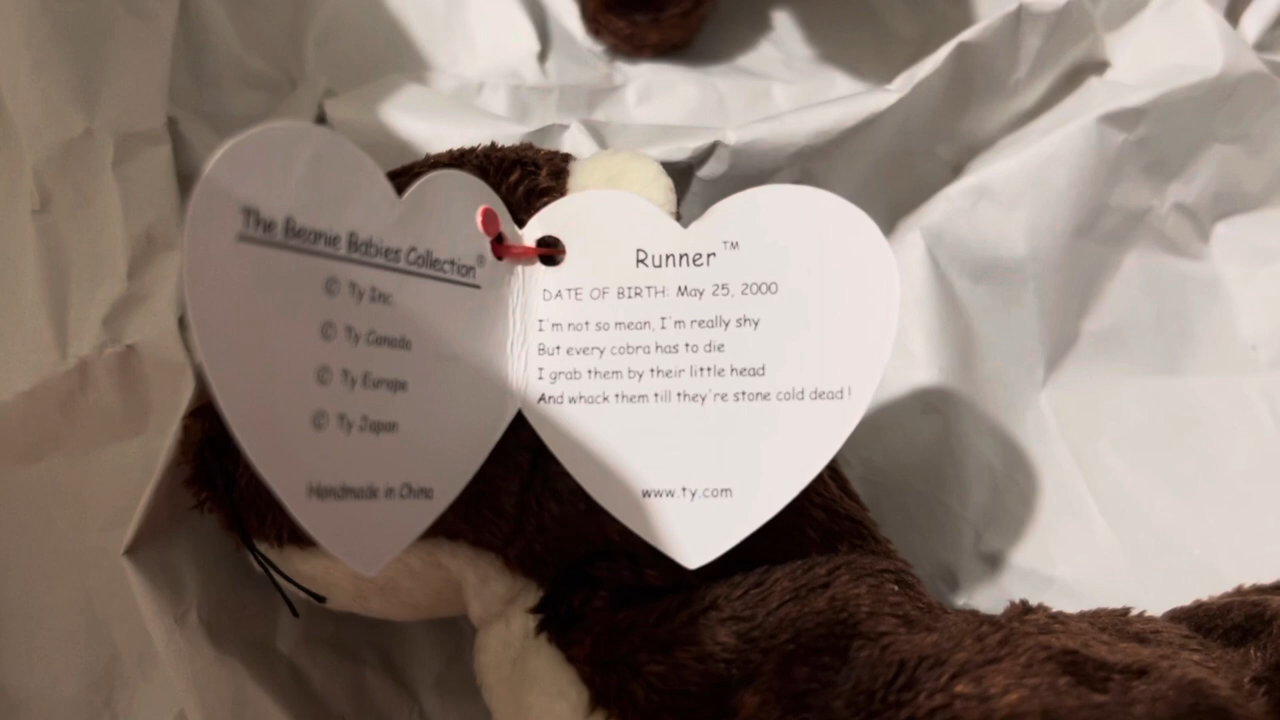 The Beanie Babies Collection®
© Ty Inc.
© Ty Canada
© Ty Europe
© Ty Japan
Handmade in China
Runner™
DATE OF BIRTH: May 25, 2000
I'm not so mean, I'm really shy
But every cobra has to die
I grab them by their little head
And whack them till they're stone cold dead!
www.ty.com